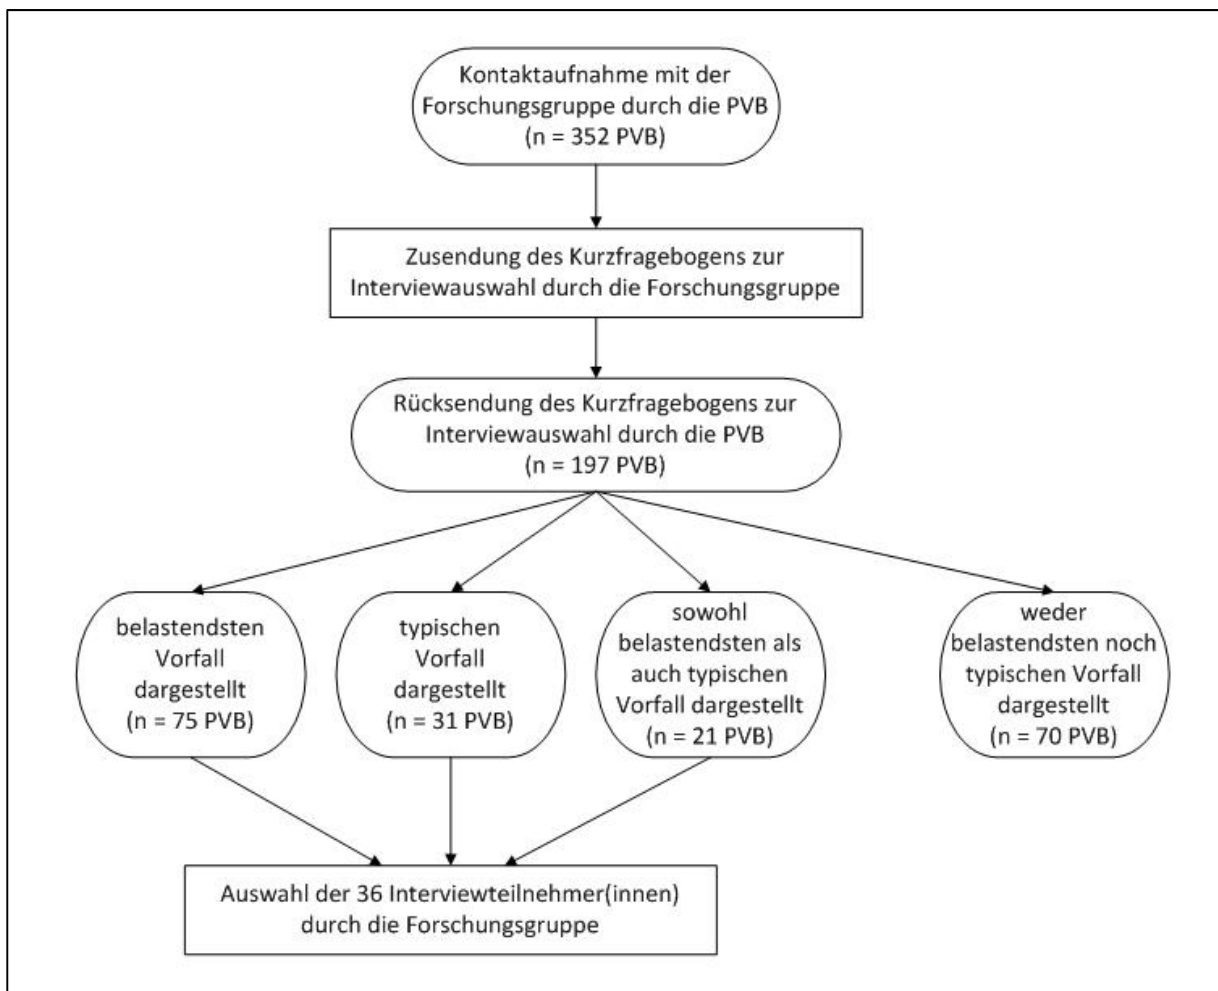 Kontaktaufnahme mit der
Forschungsgruppe durch die PVB
(n = 352 PVB)
Zusendung des Kurzfragebogens zur
Interviewauswahl durch die Forschungsgruppe
Rücksendung des Kurzfragebogens zur
Interviewauswahl durch die PVB
(n = 197 PVB)
belastendsten
Vorfall
dargestellt
(n = 75 PVB)
typischen
Vorfall
dargestellt
(n = 31 PVB)
sowohl
belastendsten als
auch typischen
Vorfall dargestellt
(n = 21 PVB)
weder
belastendsten noch
typischen Vorfall
dargestellt
(n = 70 PVB)
Auswahl der 36 Interviewteilnehmer(innen)
durch die Forschungsgruppe